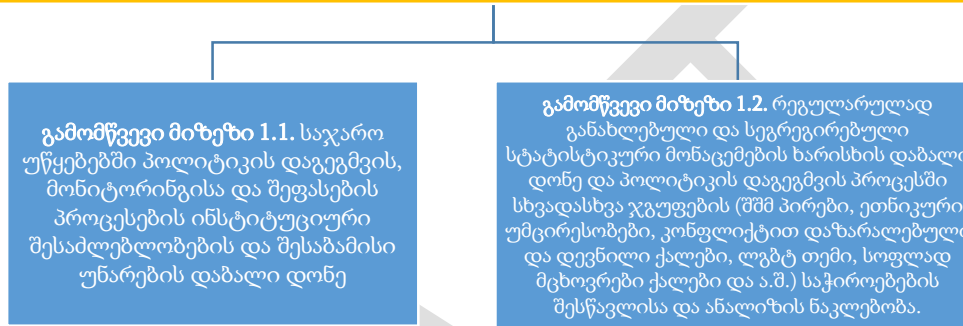 გამომწვევი მიზეზი 1.1. საჯარო
უწყებებში პოლიტიკის დაგეგმვის,
მონიტორინგისა და შეფასების
პროცესების ინსტიტუციური
შესაძლებლობების და შესაბამისი
უნარების დაბალი დონე
გამომწვევი მიზეზი 1.2. რეგულარულად
განახლებული და სეგრეგირებული
სტატისტიკური მონაცემების ხარისხის დაბალი
დონე და პოლიტიკის დაგეგმვის პროცესში
სხვადასხვა ჯგუფების (შშმ პირები, ეთნიკური
უმცირესობები, კონფლიქტით დაზარალებული
და დევნილი ქალები, ლგბტ თემი, სოფლად
მცხოვრები ქალები და ა.შ.) საჭიროებების
შესწავლისა და ანალიზის ნაკლებობა.